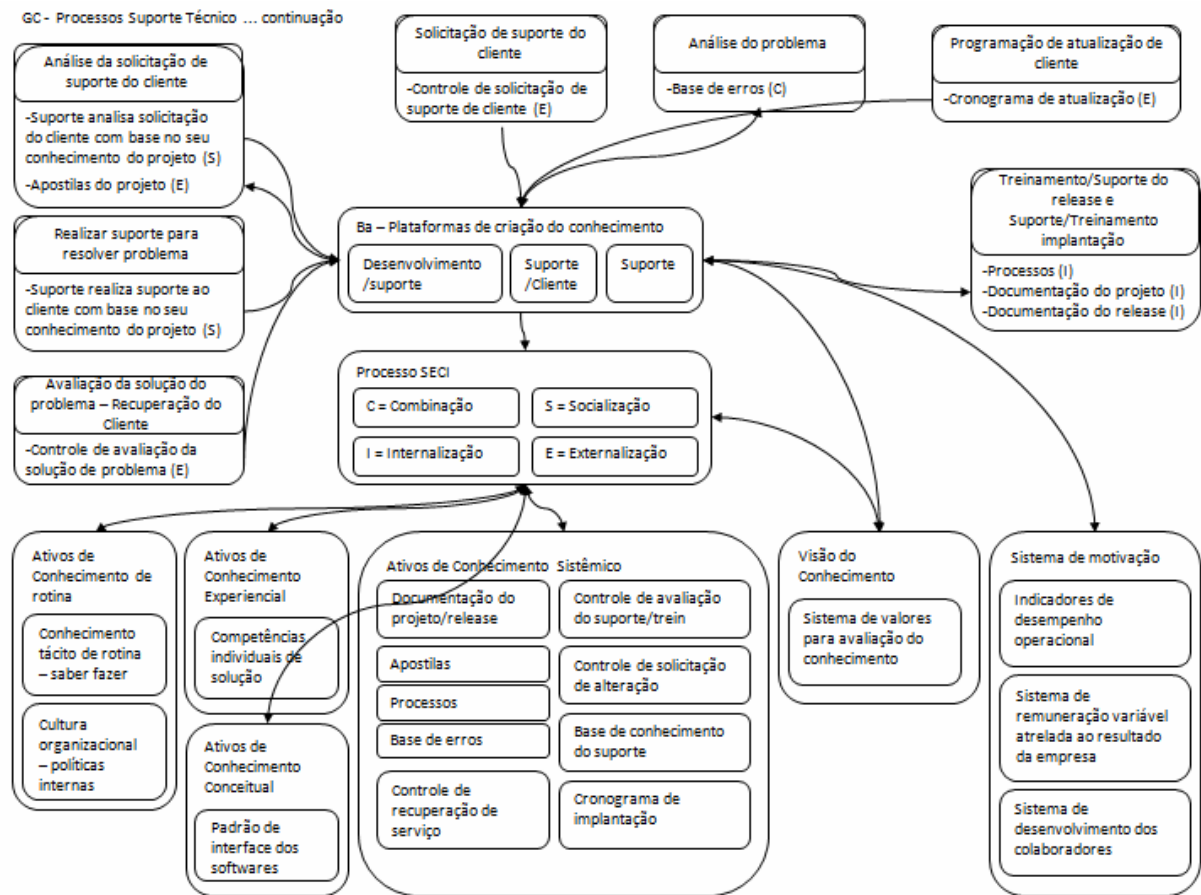 GC - Processos Suporte Técnico ... continuação
Análise da solicitação de
suporte do cliente
-Suporte analisa solicitação
do cliente com base no seu
conhecimento do projeto (S)
-Apostilas do projeto (E)
Solicitação de suporte do
cliente
-Controle de solicitação de
suporte de cliente (E)
Análise do problema
-Base de erros (C)
Programação de atualização de
cliente
-Cronograma de atualização (E)
Realizar suporte para
resolver problema
-Suporte realiza suporte ao
cliente com base no seu
conhecimento do projeto (S)
Ba – Plataformas de criação do conhecimento
Desenvolvimento
/suporte
Suporte
/Cliente
Suporte
Treinamento/Suporte do
release e
Suporte/Treinamento
implantação
-Processos (I)
-Documentação do projeto (I)
-Documentação do release (I)
Avaliação da solução do
problema – Recuperação do
Cliente
-Controle de avaliação da
solução de problema (E)
Processo SECI
C = Combinação
S = Socialização
I = Internalização
E = Externalização
Ativos de
Conhecimento de
rotina
Conhecimento
tácito de rotina
– saber fazer
Cultura
organizacional
– políticas
internas
Ativos de
Conhecimento
Experiencial
Competências
individuais de
solução
Ativos de
Conhecimento
Conceitual
Padrão de
interface dos
softwares
Ativos de Conhecimento Sistêmico
Documentação do
projeto/release
Apostilas
Processos
Base de erros
Controle de
recuperação de
serviço
Controle de avaliação
do suporte/trein
Controle de solicitação
de alteração
Base de conhecimento
do suporte
Cronograma de
implantação
Visão do
Conhecimento
Sistema de valores
para avaliação do
conhecimento
Sistema de motivação
Indicadores de
desempenho
operacional
Sistema de
remuneração variável
atrelada ao resultado
da empresa
Sistema de
desenvolvimento dos
colaboradores